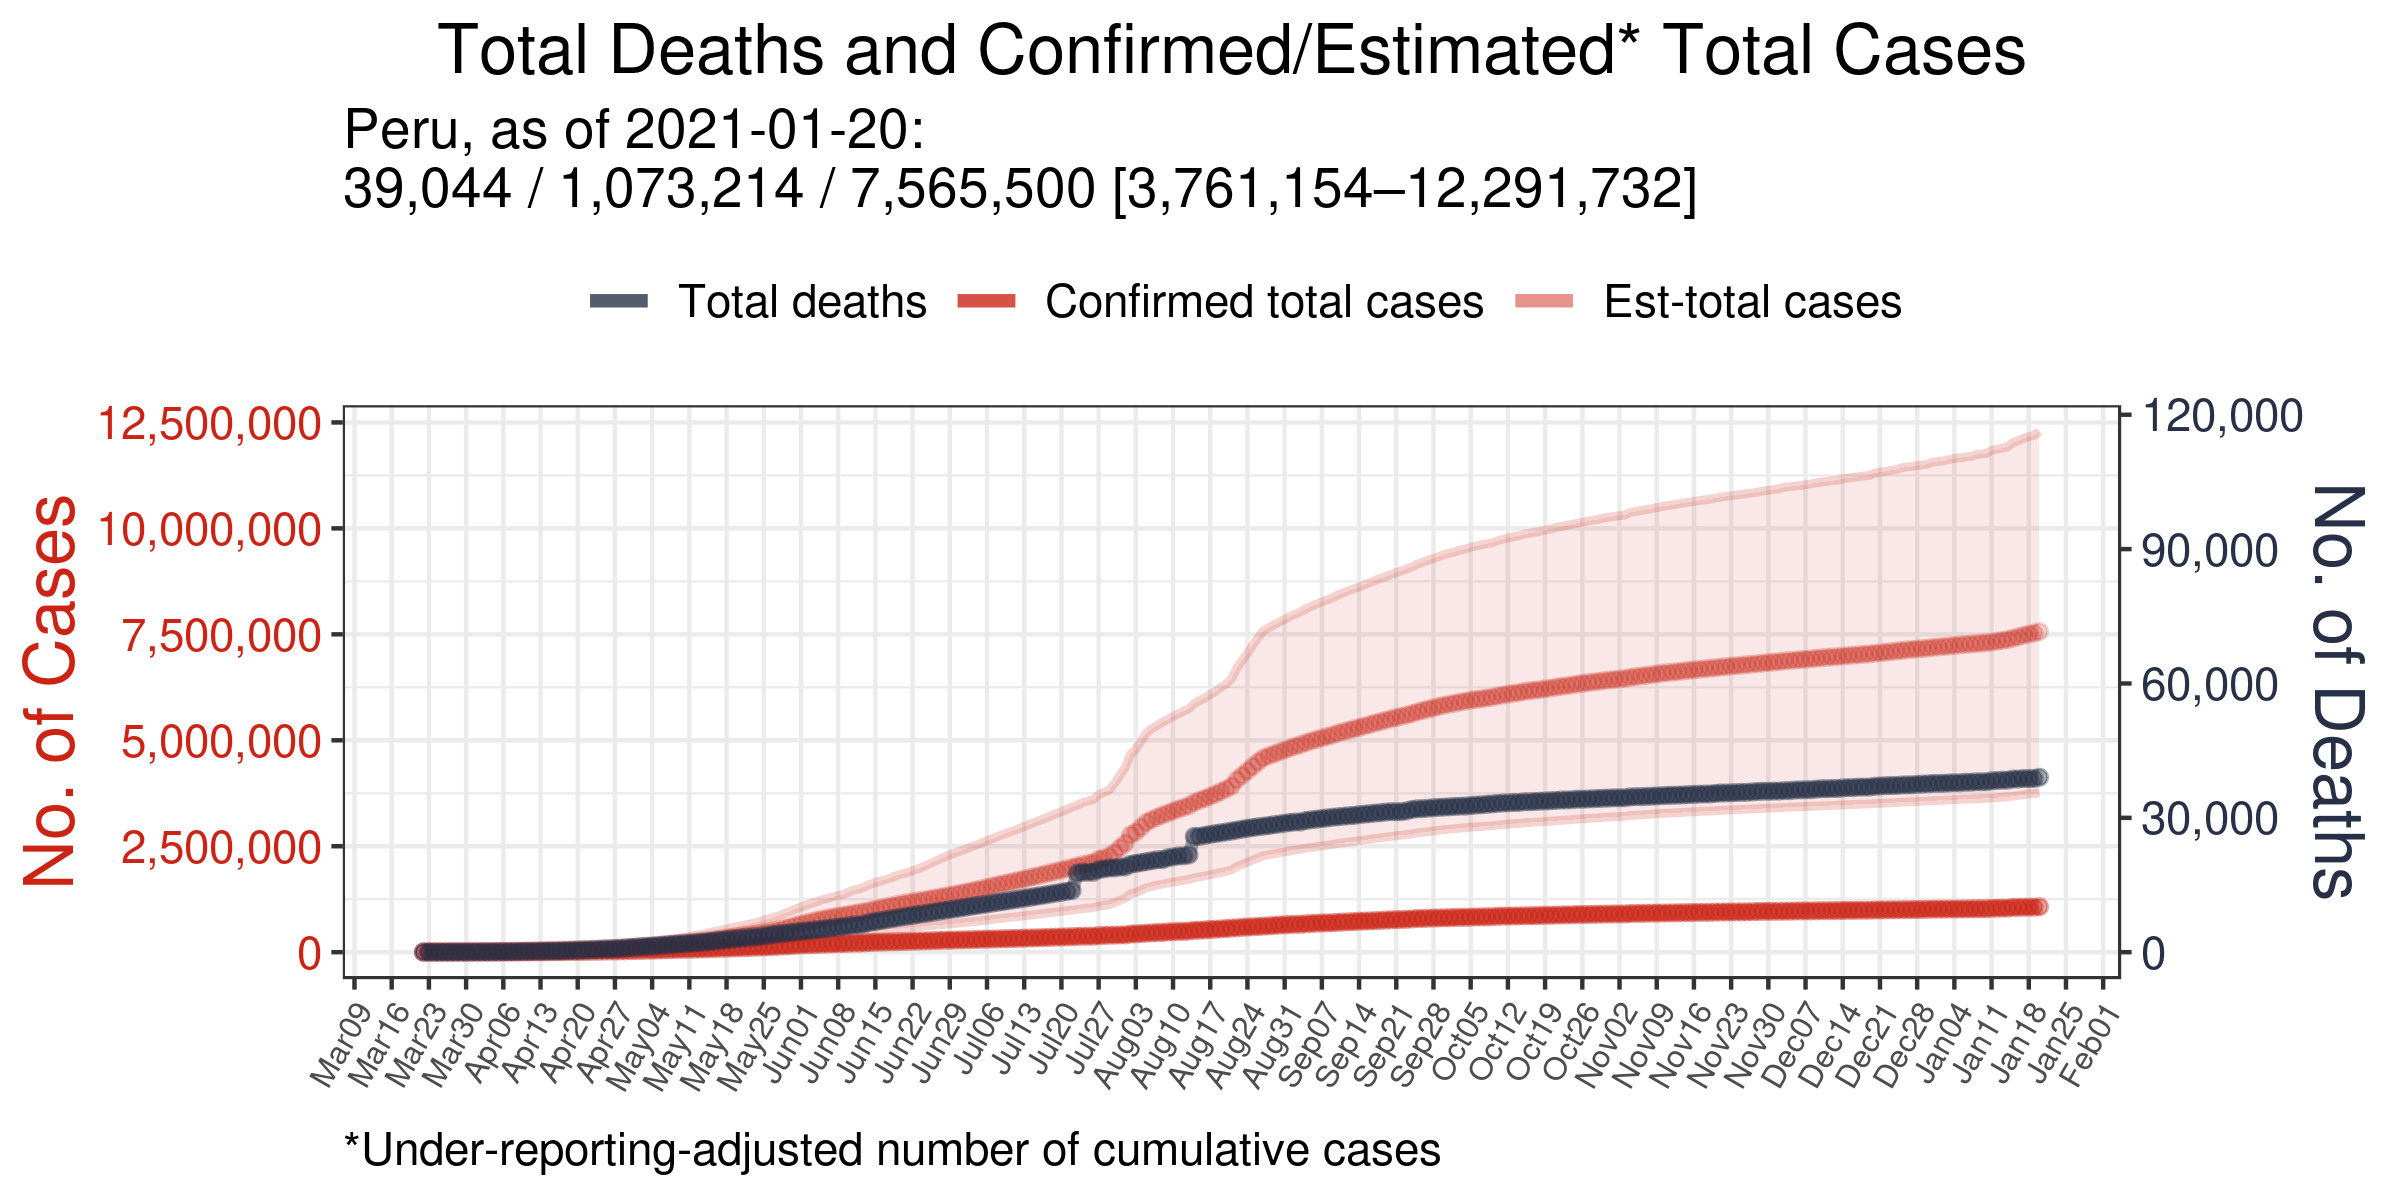 Total Deaths and Confirmed/Estimated* Total Cases
Peru, as of 2021-01-20:
39,044 / 1,073,214 / 7,565,500 [3,761,154–12,291,732]
Total deaths
Confirmed total cases
Est-total cases
No. of Cases
12,500,000
10,000,000
7,500,000
5,000,000
2,500,000
0
120,000
90,000
60,000
30,000
0
No. of Deaths
Mar09
Mar16
Mar23
Mar30
Apr06
Apr13
Apr20
Apr27
May04
May11
May18
May25
Jun01
Jun08
Jun15
Jun22
Jun29
Jul06
Jul13
Jul20
Jul27
Aug03
Aug10
Aug17
Aug24
Aug31
Sep07
Sep14
Sep21
Sep28
Oct05
Oct12
Oct19
Oct26
Nov02
Nov09
Nov16
Nov23
Nov30
Dec07
Dec14
Dec21
Dec28
Jan04
Jan11
Jan18
Jan25
Feb01
*Under-reporting-adjusted number of cumulative cases